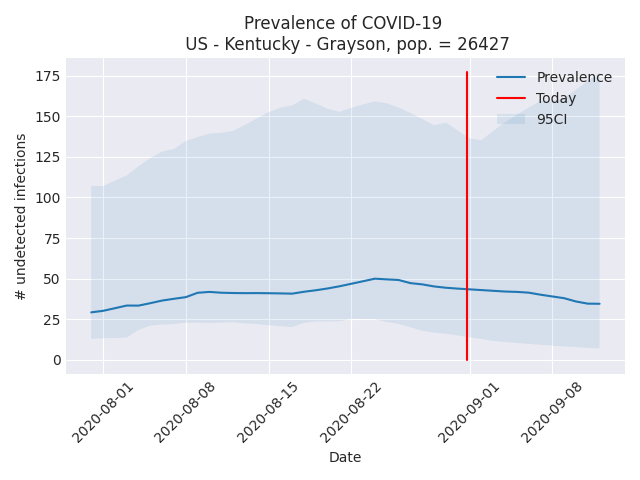 Prevalence of COVID-19
US - Kentucky - Grayson, pop. = 26427
Prevalence
Today
95CI
# undetected infections
175
150
125
100
75
50
25
0
2020-08-01
2020-08-08
2020-08-15
2020-08-22
2020-09-01
2020-09-08
Date